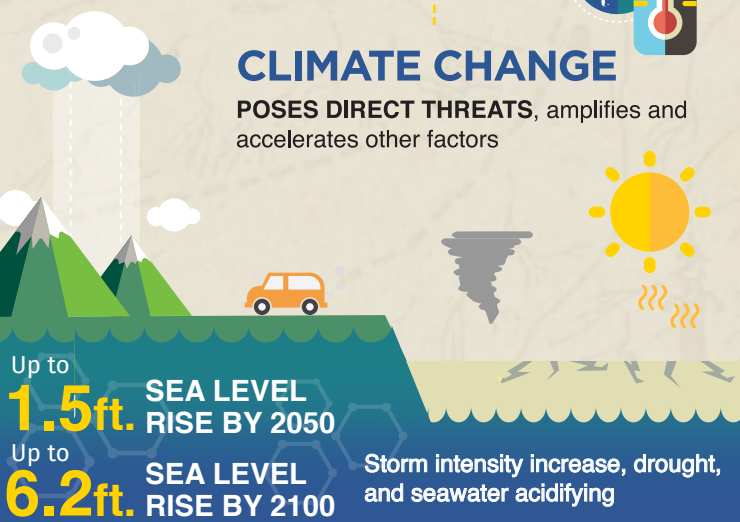 CLIMATE CHANGE
POSES DIRECT THREATS, amplifies and
accelerates other factors
Up to
1.5ft. SEA LEVEL
RISE BY 2050
Up to
6.2ft. SEA LEVEL
RISE BY 2100
Storm intensity increase, drought,
and seawater acidifying